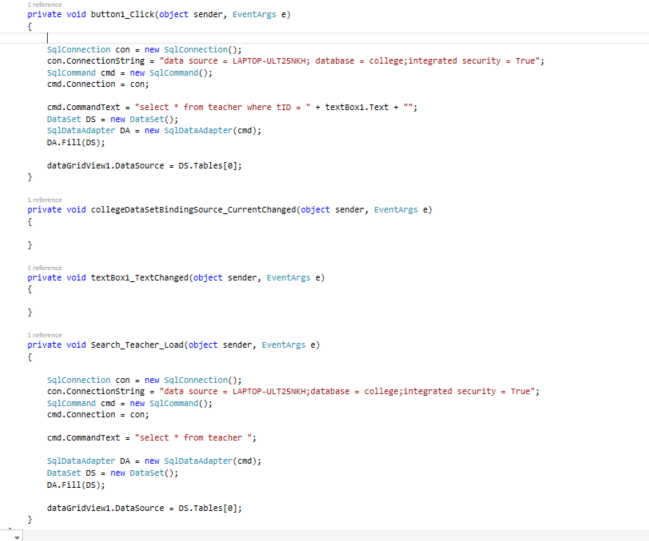 1 reference
private void button1_Click(object sender, EventArgs e)
{
SqlConnection con = new SqlConnection();
con.ConnectionString = "data source = LAPTOP-ULT25NKH; database = college;integrated security = True";
SqlCommand cmd = new SqlCommand();
cmd.Connection = con;
cmd.CommandText = "select * from teacher where tID = " + textBox1.Text + "";
DataSet DS = new DataSet();
SqlDataAdapter DA = new SqlDataAdapter(cmd);
DA.Fill(DS);
dataGridView1.DataSource = DS.Tables[0];
}
1 reference
private void collegeDataSetBindingSource_CurrentChanged(object sender, EventArgs e)
{
}
1 reference
private void textBox1_TextChanged(object sender, EventArgs e)
{
}
1 reference
private void Search_Teacher_Load(object sender, EventArgs e)
{
SqlConnection con = new SqlConnection();
con.ConnectionString = "data source = LAPTOP-ULT25NKH;database = college;integrated security = True";
SqlCommand cmd = new SqlCommand();
cmd.Connection = con;
cmd.CommandText = "select * from teacher ";
SqlDataAdapter DA = new SqlDataAdapter(cmd);
DataSet DS = new DataSet();
DA.Fill(DS);
dataGridView1.DataSource = DS.Tables[0];
}